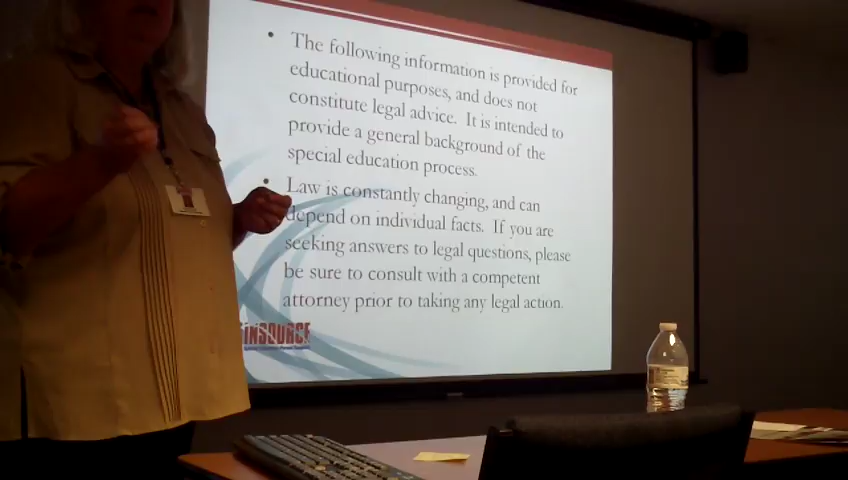 • The following information is provided for
educational purposes, and does not
constitute legal advice. It is intended to
provide a general background of the
special education process.
• Law is constantly changing, and can
depend on individual facts. If you are
seeking answers to legal questions, please
be sure to consult with a competent
attorney prior to taking any legal action.
INSOURCE